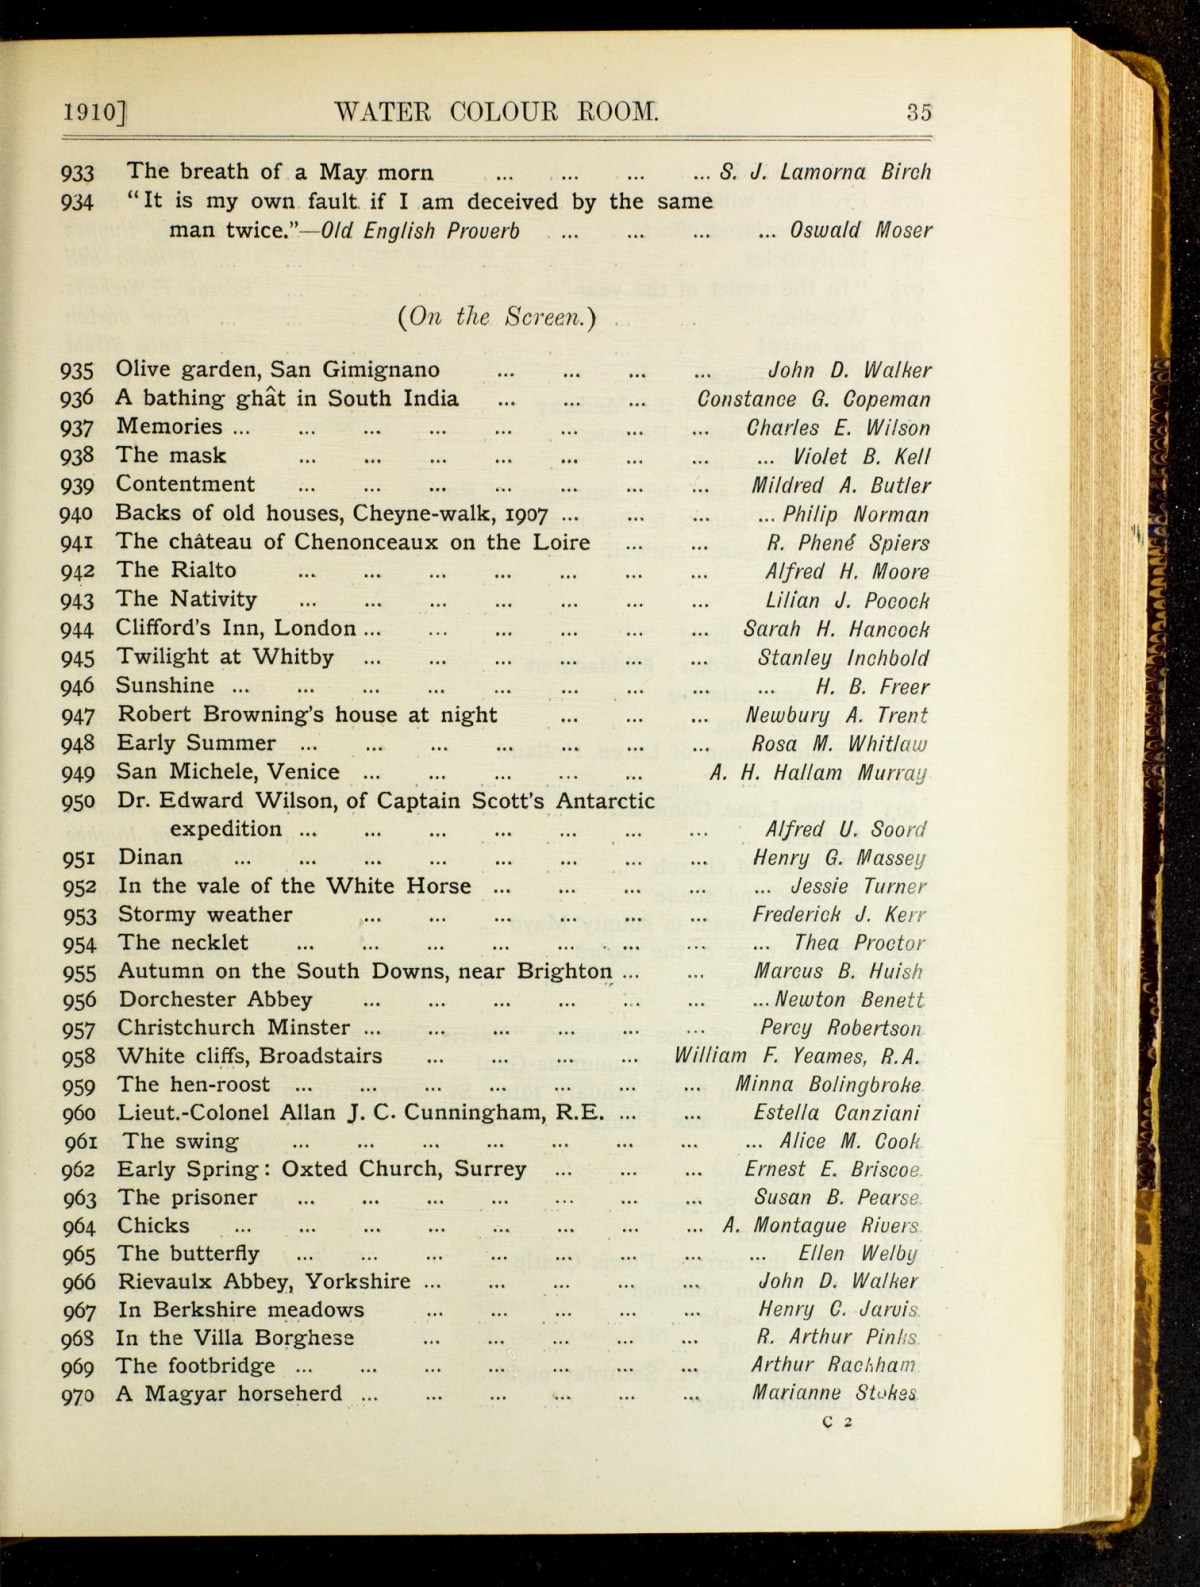 1910] WATER COLOUR ROOM. 35
933 The breath of a May morn ... ... ... ... S. J. Lamorna Birch
934 “It is my own fault if I am deceived by the same
man twice.”—Old English Proverb ... ... ... ... Oswald Moser
(On the Screen.)
935 Olive garden, San Gimignano ... ... ... ... John D. Walker
936 A bathing ghât in South India ... ... ... Constance G. Copeman
937 Memories ... ... ... ... ... ... ... ... Charles E. Wilson
938 The mask ... ... ... ... ... ... ... ... Violet B. Kell
939 Contentment ... ... ... ... ... ... ... Mildred A. Butler
940 Backs of old houses, Cheyne-walk, 1907 ... ... ... ... Philip Norman
941 The château of Chenonceaux on the Loire ... ... R. Phené Spiers
942 The Rialto ... ... ... ... ... ... ... Alfred H. Moore
943 The Nativity ... ... ... ... ... ... ... Lilian J. Pocock
944 Clifford’s Inn, London ... ... ... ... ... ... Sarah H. Hancock
945 Twilight at Whitby ... ... ... ... ... ... Stanley Inchbold
946 Sunshine ... ... ... ... ... ... ... ... ... H. B. Freer
947 Robert Browning’s house at night ... ... ... Newbury A. Trent
948 Early Summer ... ... ... ... ... ... ... Rosa M. Whitlaw
949 San Michele, Venice ... ... ... ... ... A. H. Hallam Murray
950 Dr. Edward Wilson, of Captain Scott’s Antarctic
expedition ... ... ... ... ... ... ... Alfred U. Soord
951 Dinan ... ... ... ... ... ... ... ... Henry G. Massey
952 In the vale of the White Horse ... ... ... ... ... Jessie Turner
953 Stormy weather ... ... ... ... ... ... Frederick J. Kerr
954 The necklet ... ... ... ... ... ... ... ... Thea Proctor
955 Autumn on the South Downs, near Brighton ... ... Marcus B. Huish
956 Dorchester Abbey ... ... ... ... ... ... ... Newton Benett
957 Christchurch Minster ... ... ... ... ... ... Percy Robertson
958 White cliffs, Broadstairs ... ... ... ... William F. Yeames, R.A.
959 The hen-roost ... ... ... ... ... ... ... Minna Bolingbroke
960 Lieut.-Colonel Allan J. C. Cunningham, R.E. ... ... Estella Canziani
961 The swing ... ... ... ... ... ... ... ... Alice M. Cook
962 Early Spring: Oxted Church, Surrey ... ... ... Ernest E. Briscoe
963 The prisoner ... ... ... ... ... ... ... Susan B. Pearse
964 Chicks ... ... ... ... ... ... ... ... A. Montague Rivers
965 The butterfly ... ... ... ... ... ... ... ... Ellen Welby
966 Rievaulx Abbey, Yorkshire ... ... ... ... ... John D. Walker
967 In Berkshire meadows ... ... ... ... ... Henry C. Jarvis
968 In the Villa Borghese ... ... ... ... ... R. Arthur Pinks
969 The footbridge ... ... ... ... ... ... ... Arthur Rackham
970 A Magyar horseherd ... ... ... ... ... ... Marianne Stokes
C 2